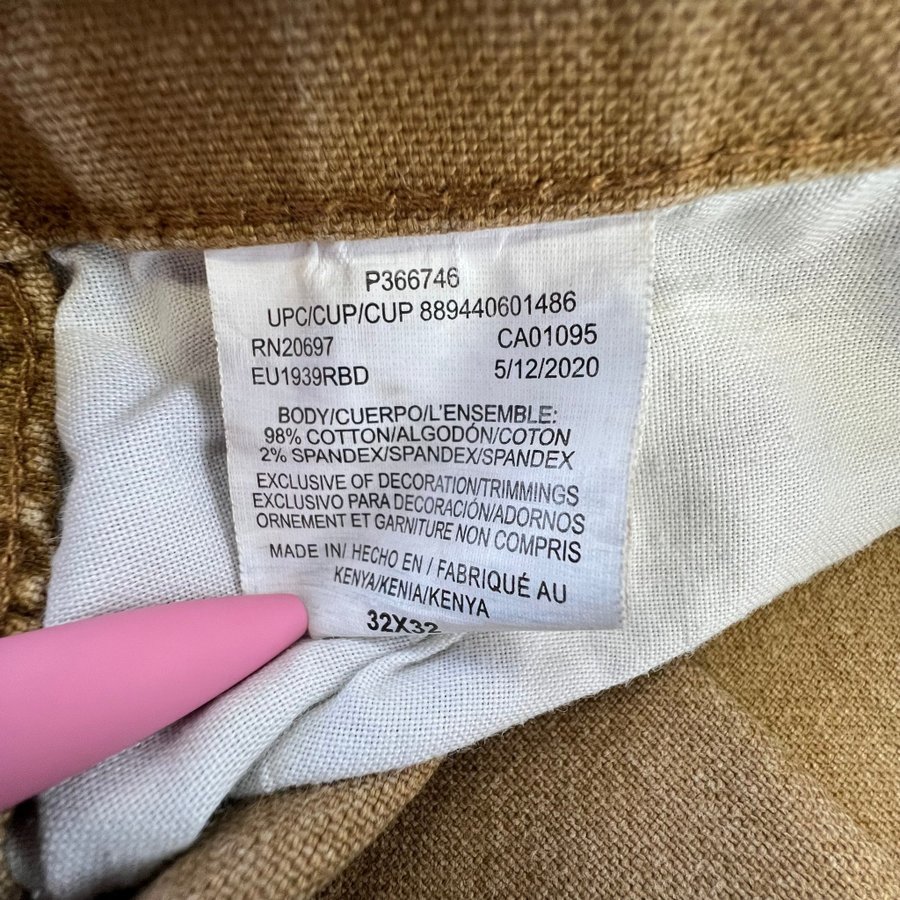 P366746
UPC/CUP/CUP 889440601486
RN20697 CA01095
EU1939RBD 5/12/2020
BODY/CUERPO/L'ENSEMBLE:
98% COTTON/ALGODÓN/COTON
2% SPANDEX/SPANDEX/SPANDEX
EXCLUSIVE OF DECORATION/TRIMMINGS
EXCLUSIVO PARA DECORACIÓN/ADORNOS
ORNEMENT ET GARNITURE NON COMPRIS
MADE IN/ HECHO EN / FABRIQUÉ AU
KENYA/KENIA/KENYA
32X32